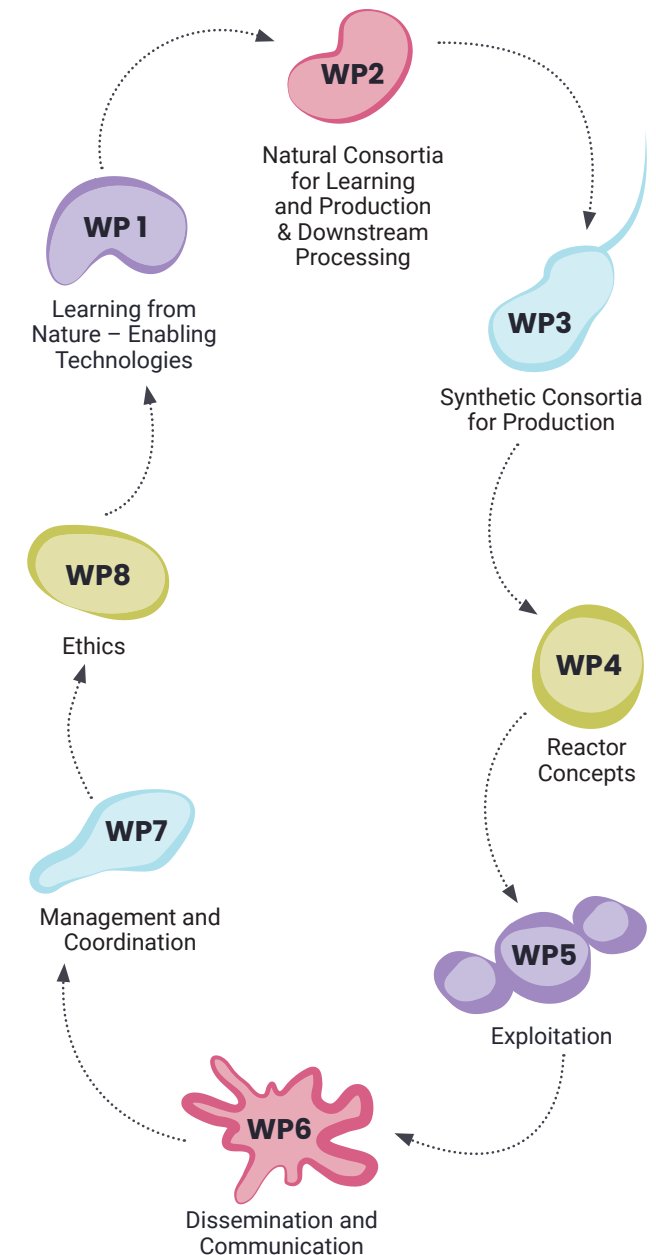 WP 1
Learning from
Nature – Enabling
Technologies
WP2
Natural Consortia
for Learning
and Production
& Downstream
Processing
WP3
Synthetic Consortia
for Production
WP4
Reactor
Concepts
WP5
Exploitation
WP6
Dissemination and
Communication
WP7
Management and
Coordination
WP8
Ethics